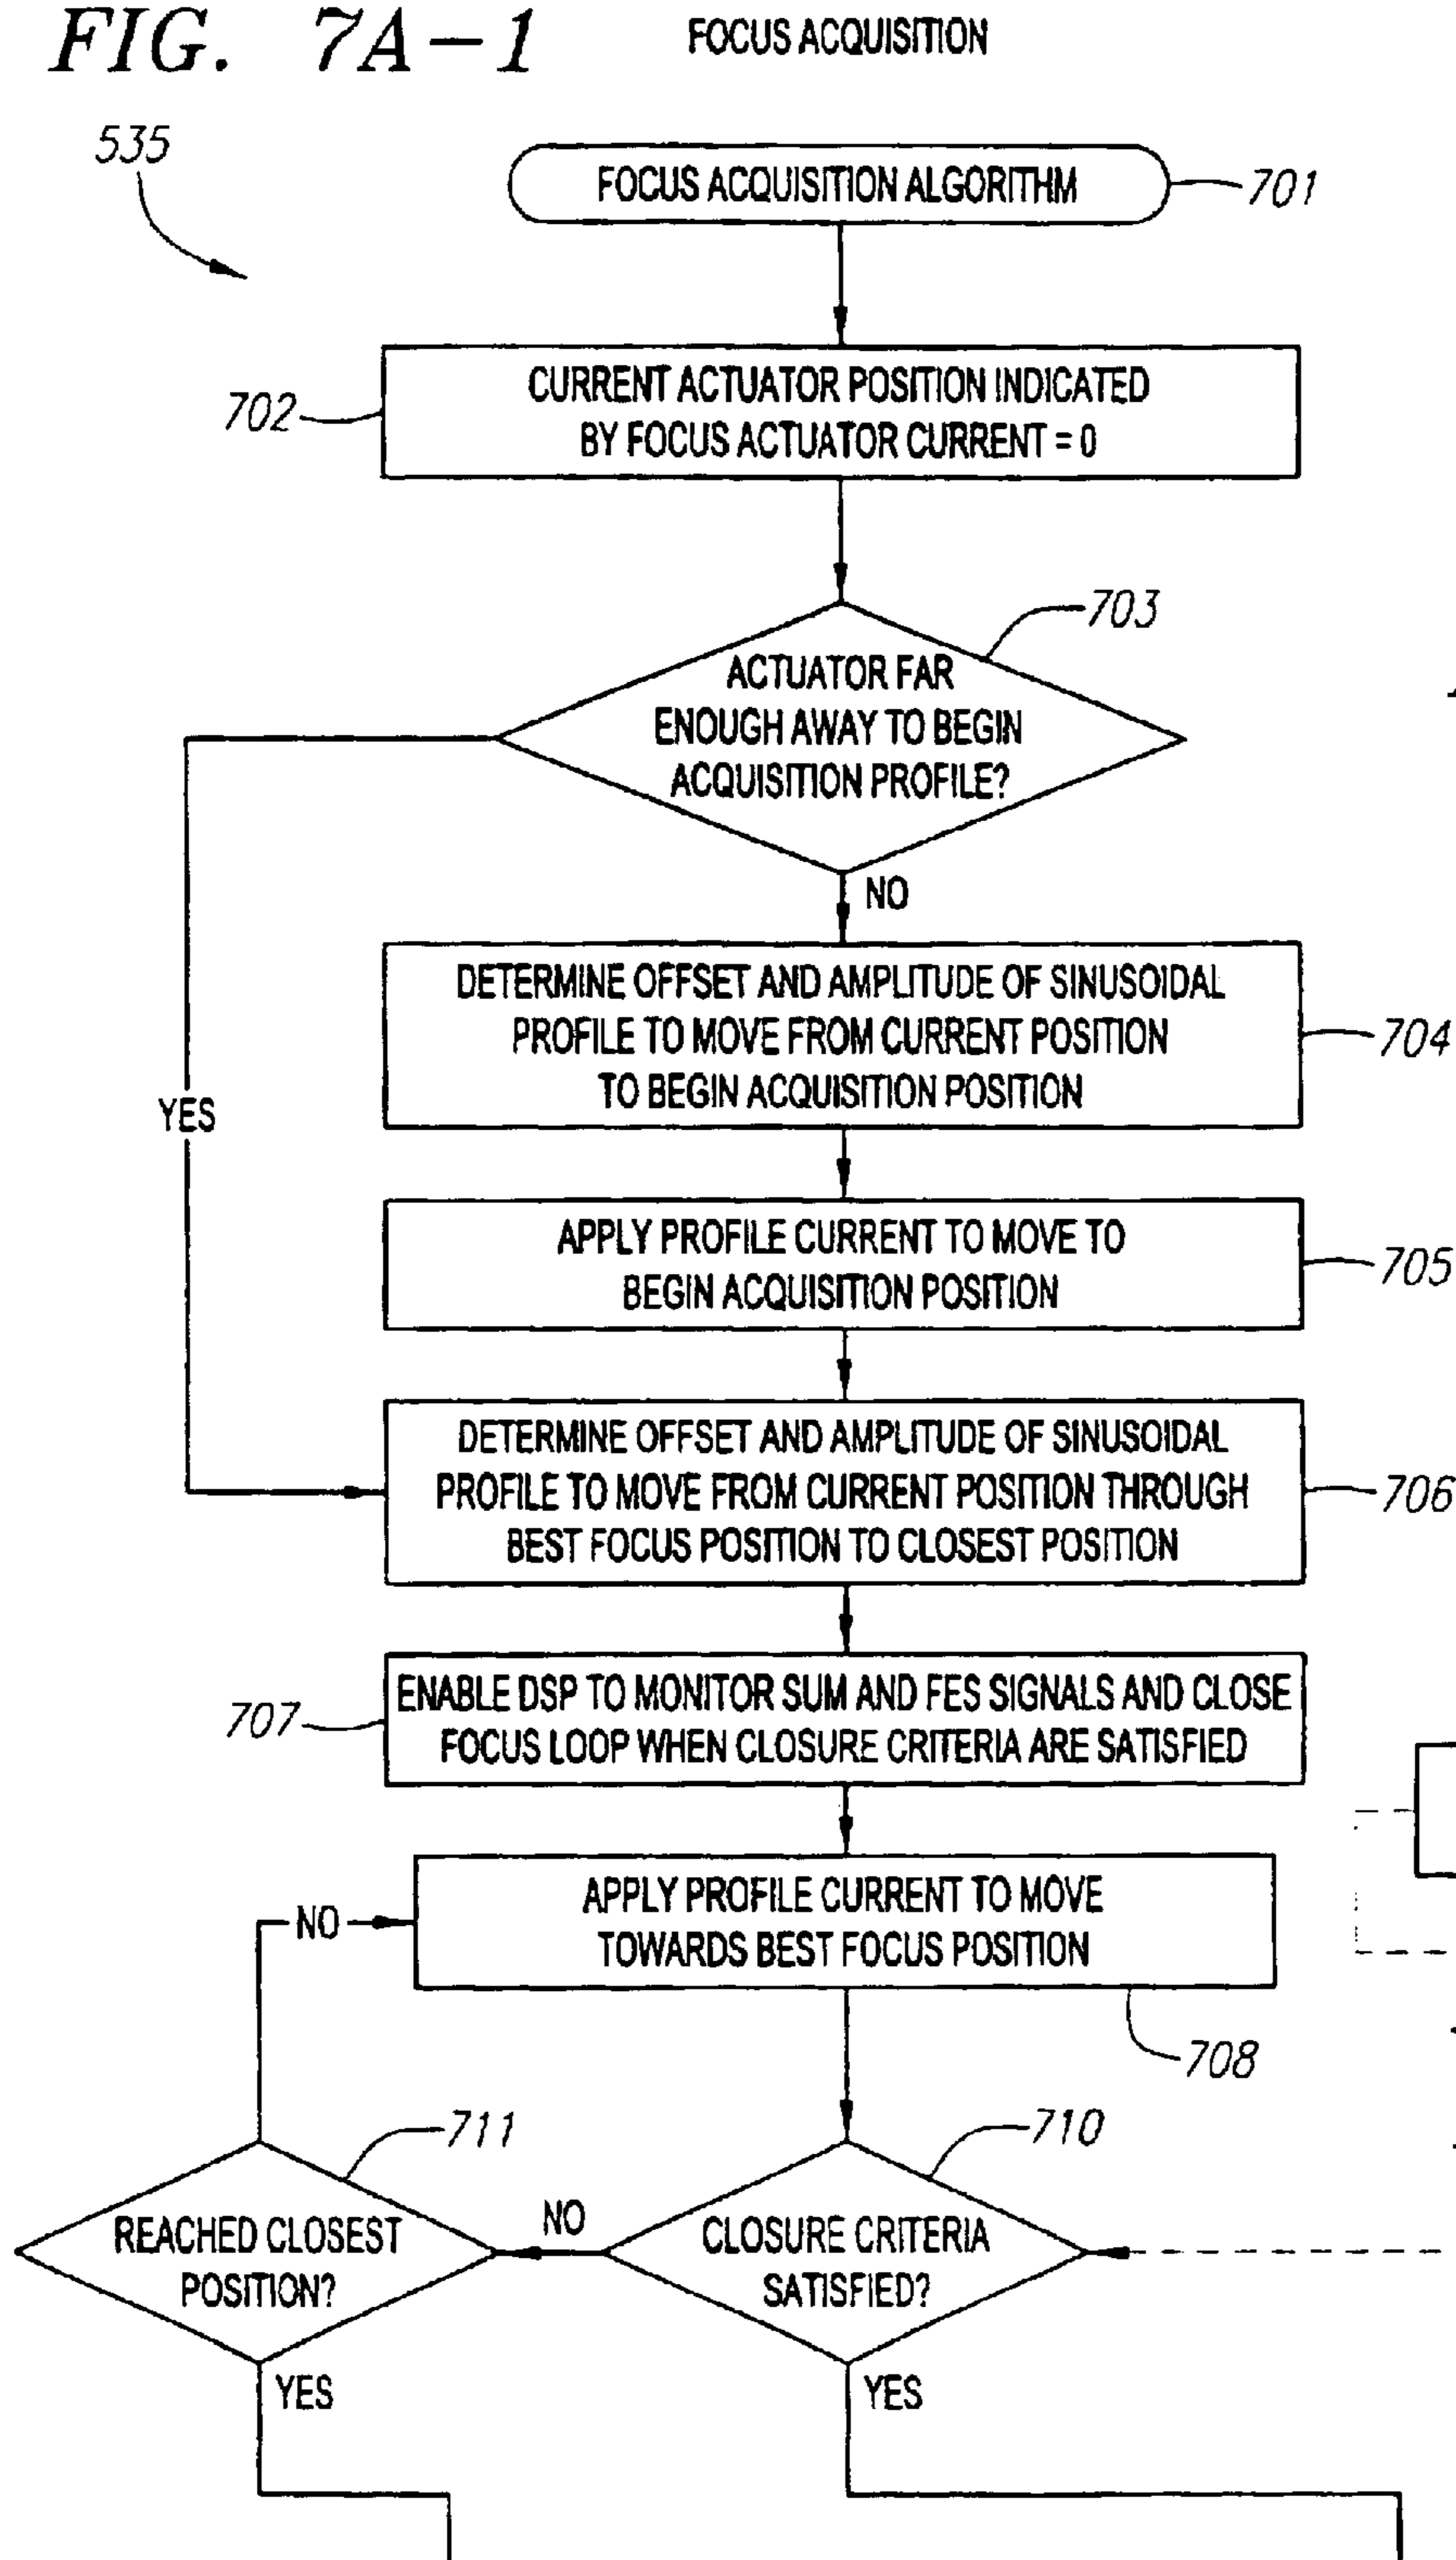 FIG. 7A-1
FOCUS ACQUISITION
535
FOCUS ACQUISITION ALGORITHM
701
702
CURRENT ACTUATOR POSITION INDICATED
BY FOCUS ACTUATOR CURRENT = 0
703
ACTUATOR FAR
ENOUGH AWAY TO BEGIN
ACQUISITION PROFILE?
NO
YES
DETERMINE OFFSET AND AMPLITUDE OF SINUSOIDAL
PROFILE TO MOVE FROM CURRENT POSITION
TO BEGIN ACQUISITION POSITION
704
APPLY PROFILE CURRENT TO MOVE TO
BEGIN ACQUISITION POSITION
705
DETERMINE OFFSET AND AMPLITUDE OF SINUSOIDAL
PROFILE TO MOVE FROM CURRENT POSITION THROUGH
BEST FOCUS POSITION TO CLOSEST POSITION
706
707
ENABLE DSP TO MONITOR SUM AND FES SIGNALS AND CLOSE
FOCUS LOOP WHEN CLOSURE CRITERIA ARE SATISFIED
NO
APPLY PROFILE CURRENT TO MOVE
TOWARDS BEST FOCUS POSITION
708
711
710
REACHED CLOSEST
POSITION?
NO
CLOSURE CRITERIA
SATISFIED?
YES
YES